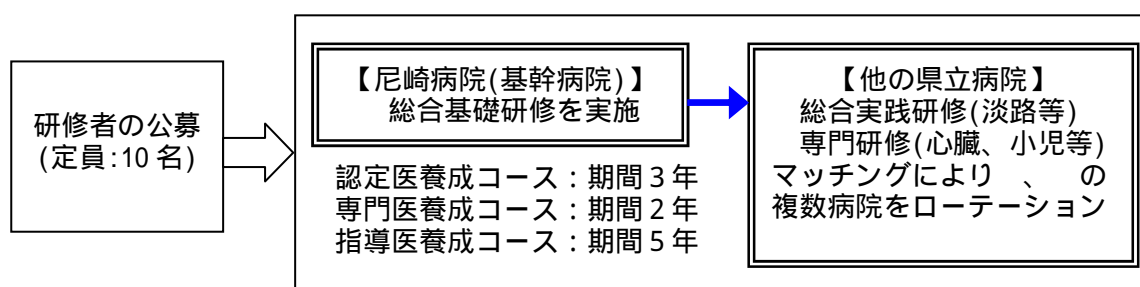 研修者の公募
(定員:10名)
【尼崎病院(基幹病院)】
総合基礎研修を実施
認定医養成コース：期間3年
専門医養成コース：期間2年
指導医養成コース：期間5年
【他の県立病院】
総合実践研修(淡路等)
専門研修(心臓、小児等)
マッチングにより　、　の
複数病院をローテーション